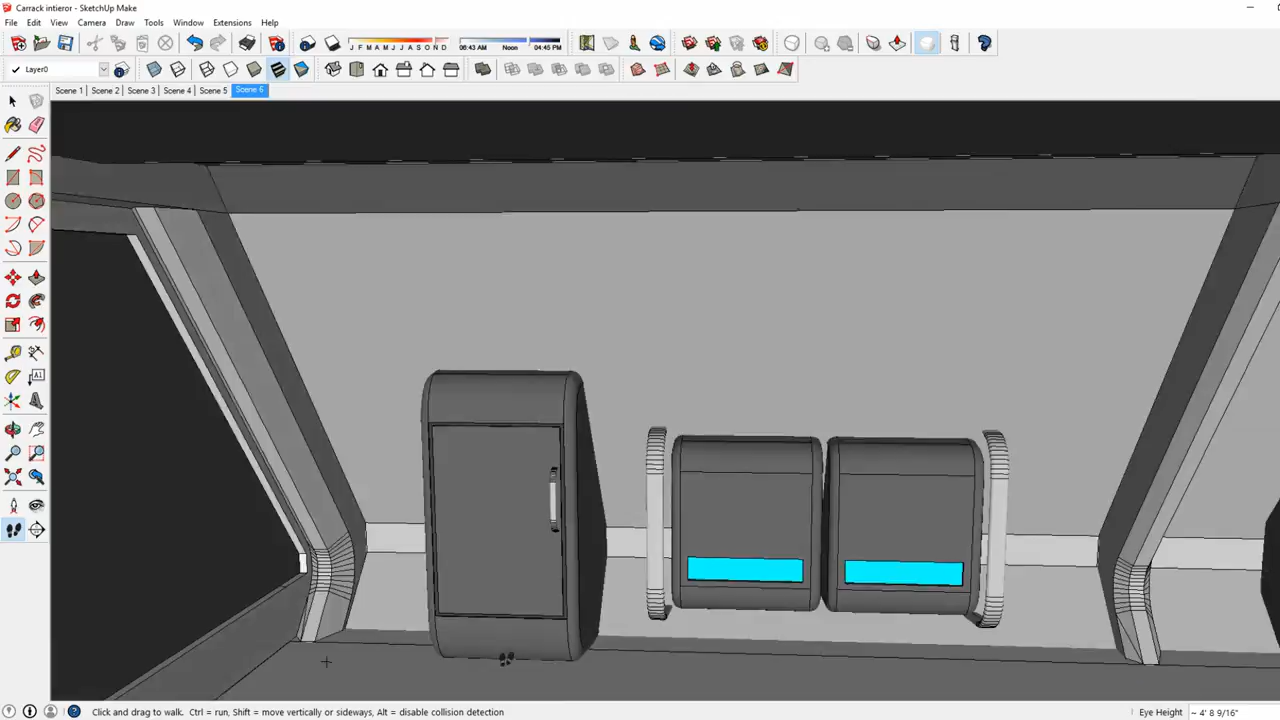 Carrack intieror - SketchUp Make
File Edit View Camera Draw Tools Window Extensions Help
J F M A M J J A S O N D 06:43 AM Noon 04:45 PM
Layer0
Scene 1 Scene 2 Scene 3 Scene 4 Scene 5 Scene 6
A1
Click and drag to walk. Ctrl = run, Shift = move vertically or sideways, Alt = disable collision detection Eye Height ~ 4' 8 9/16"